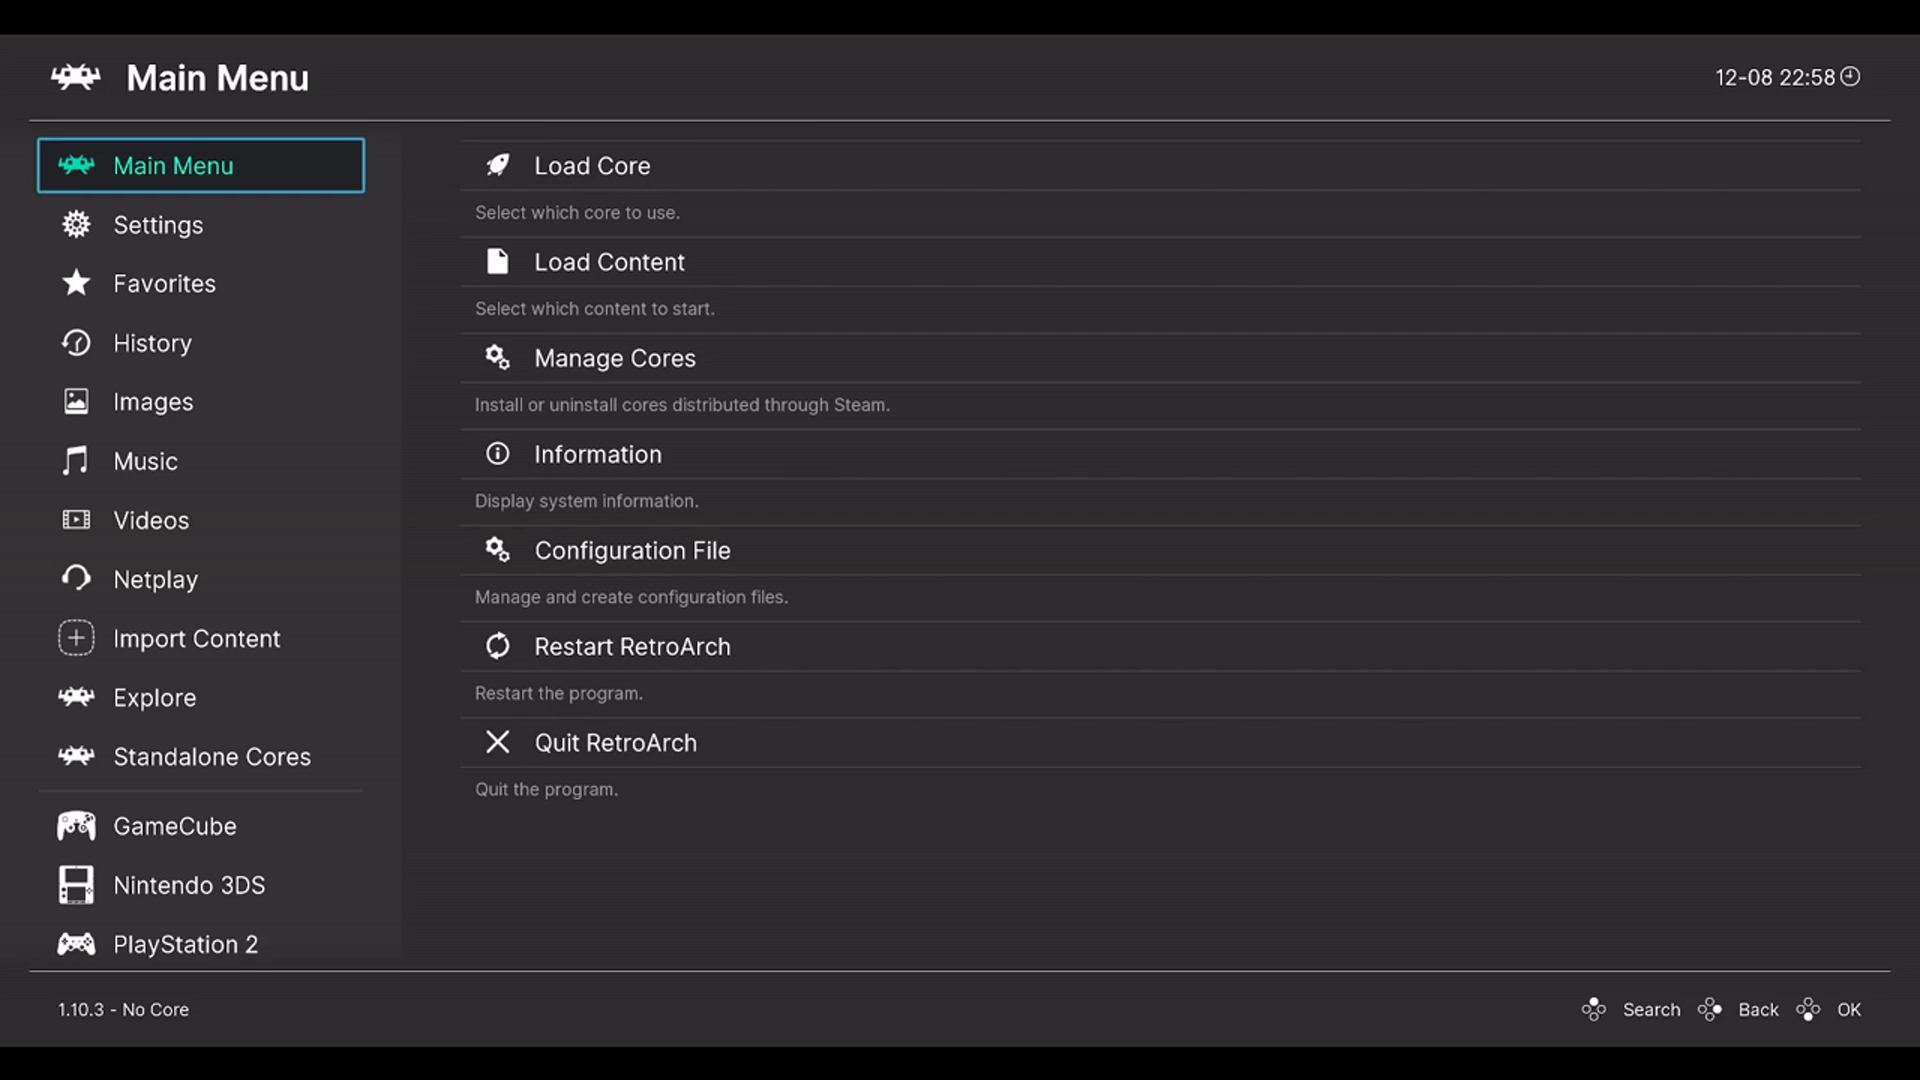 Main Menu
12-08 22:58
Main Menu
Settings
Favorites
History
Images
Music
Videos
Netplay
Import Content
Explore
Standalone Cores
GameCube
Nintendo 3DS
PlayStation 2
Load Core
Select which core to use.
Load Content
Select which content to start.
Manage Cores
Install or uninstall cores distributed through Steam.
Information
Display system information.
Configuration File
Manage and create configuration files.
Restart RetroArch
Restart the program.
Quit RetroArch
Quit the program.
1.10.3 - No Core
Search Back OK